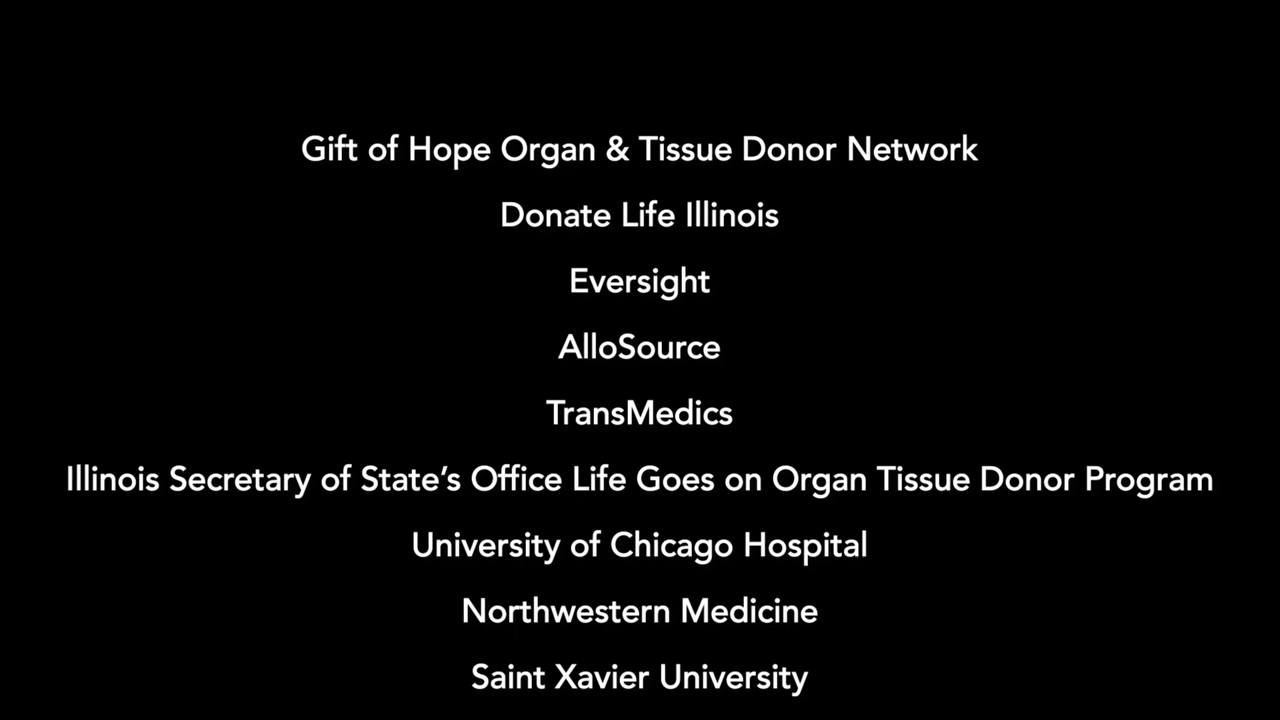 Gift of Hope Organ & Tissue Donor Network
Donate Life Illinois
Eversight
AlloSource
TransMedics
Illinois Secretary of State’s Office Life Goes on Organ Tissue Donor Program
University of Chicago Hospital
Northwestern Medicine
Saint Xavier University